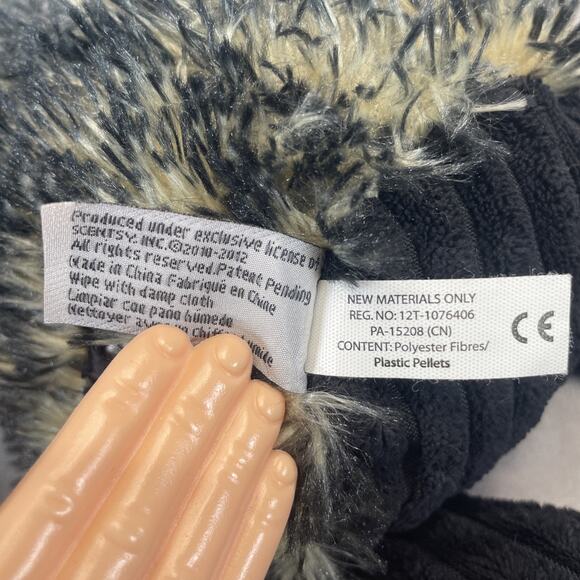 Produced under exclusive license of
SCENTSY, INC.©2010-2012
All rights reserved.Patent Pending
Made in China Fabriqué en Chine
Wipe with damp cloth
Limpiar con pano húmedo
Nettoyer
NEW MATERIALS ONLY
REG. NO: 12T-1076406
PA-15208 (CN)
CONTENT: Polyester Fibres/
Plastic Pellets
CE